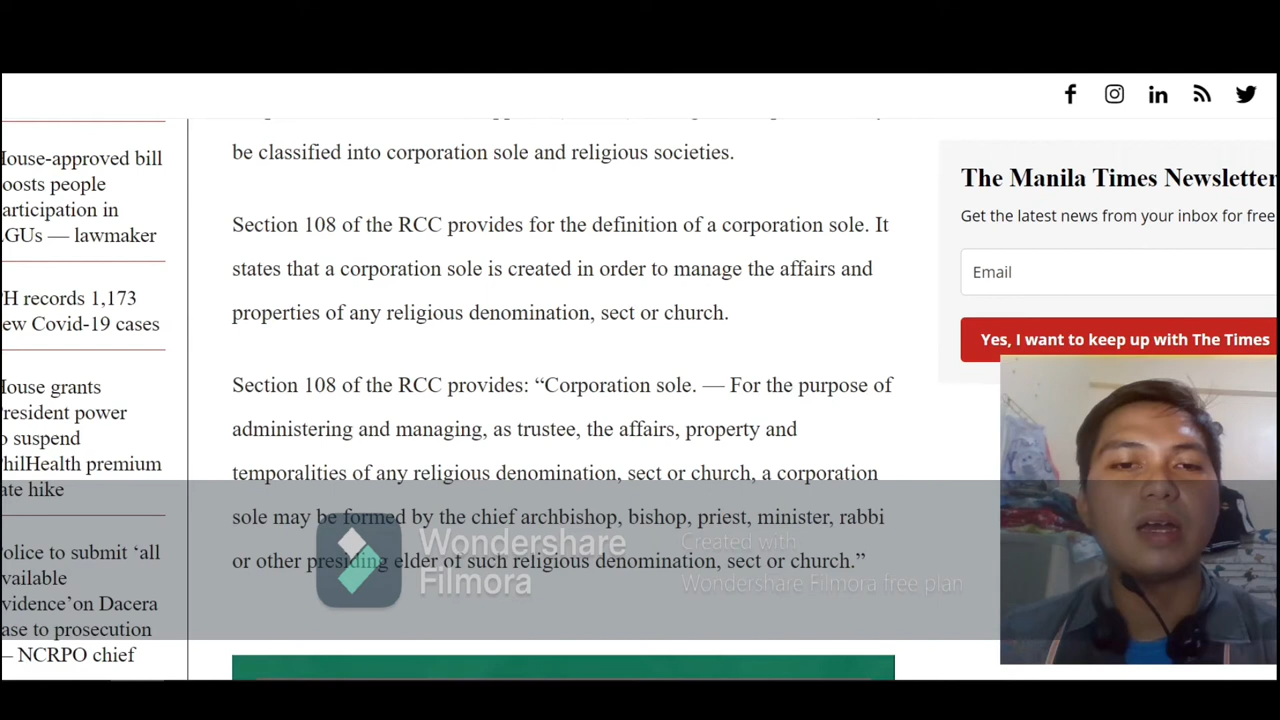 be classified into corporation sole and religious societies.
Section 108 of the RCC provides for the definition of a corporation sole. It
states that a corporation sole is created in order to manage the affairs and
properties of any religious denomination, sect or church.
Section 108 of the RCC provides: “Corporation sole. — For the purpose of
administering and managing, as trustee, the affairs, property and
temporalities of any religious denomination, sect or church, a corporation
sole may be formed by the chief archbishop, bishop, priest, minister, rabbi
or other presiding elder of such religious denomination, sect or church.”
House-approved bill
oosts people
articipation in
GUs — lawmaker
PH records 1,173
ew Covid-19 cases
House grants
resident power
o suspend
PhilHealth premium
ate hike
olice to submit ‘all
vailable
vidence’on Dacera
ase to prosecution
— NCRPO chief
The Manila Times Newsletter
Get the latest news from your inbox for free
Email
Yes, I want to keep up with The Times
Wondershare
Filmora
Created with
Wondershare Filmora free plan